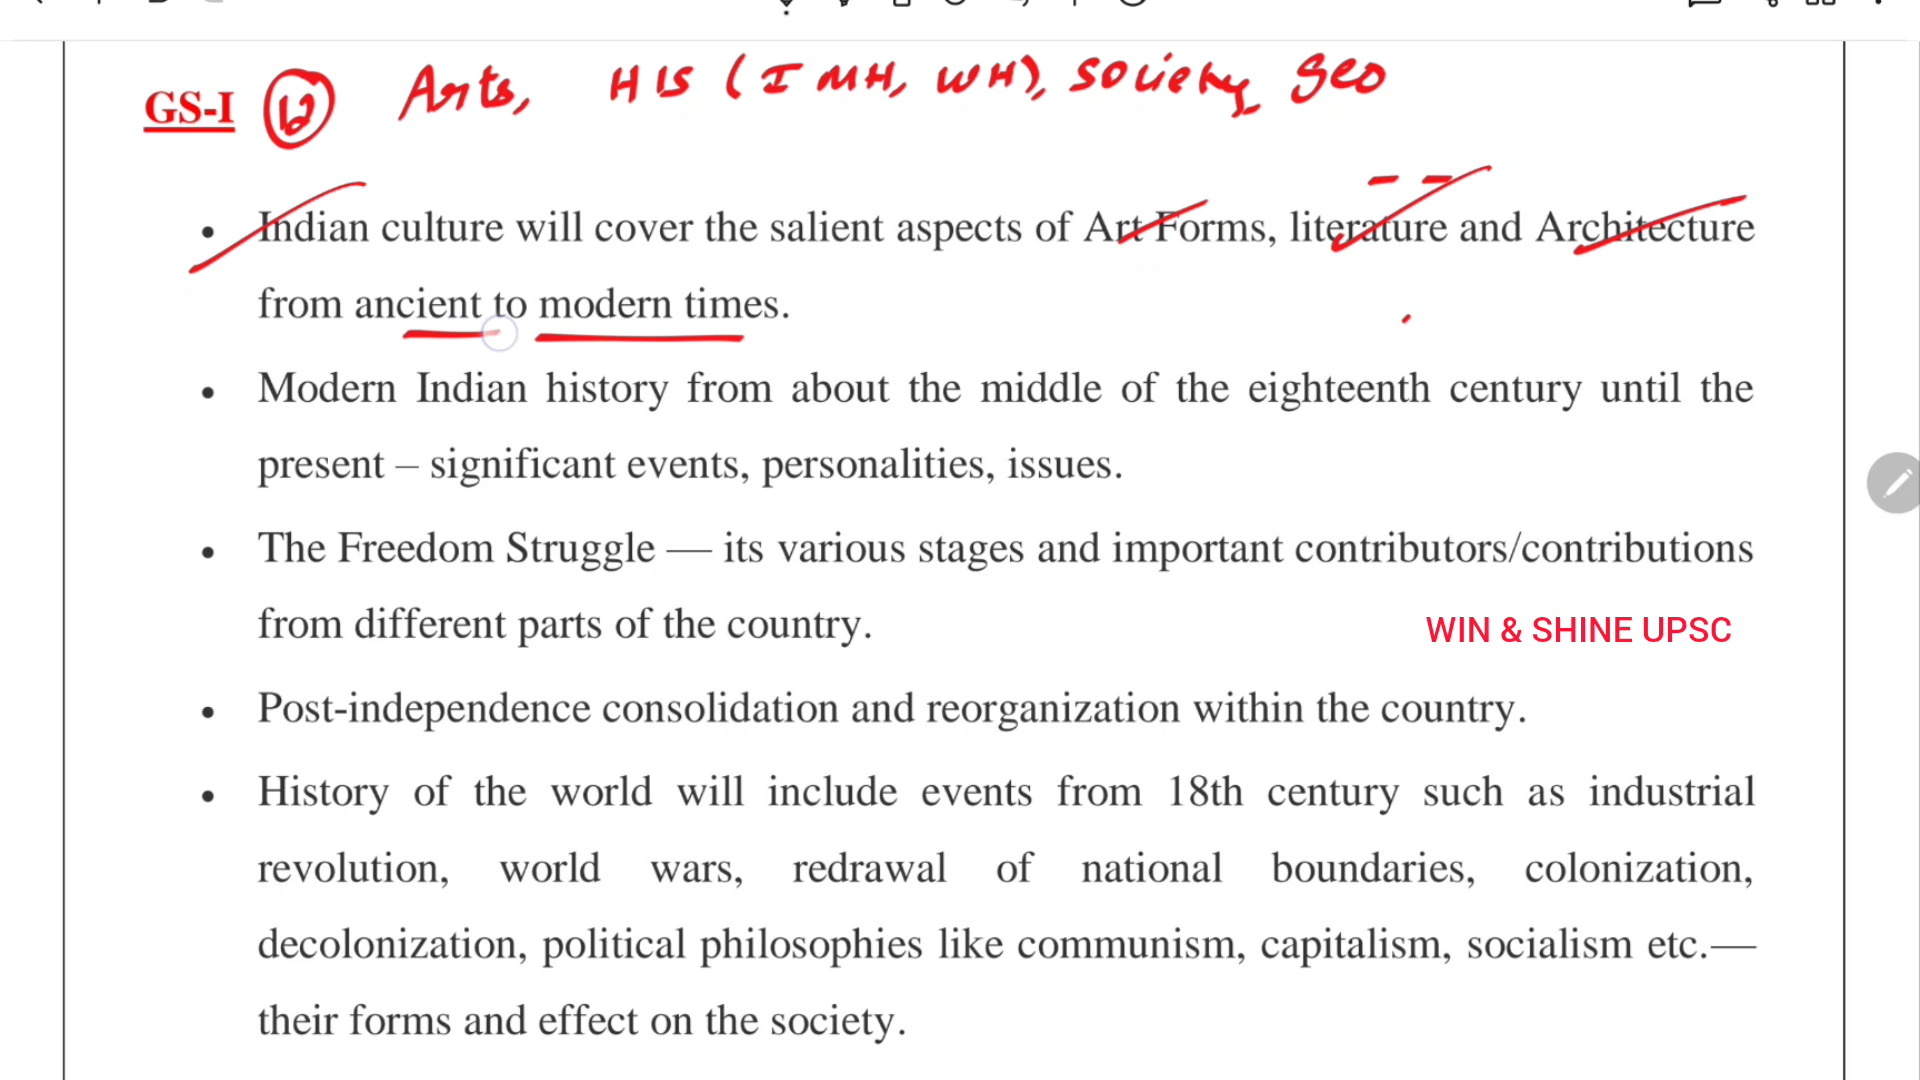 GS-I 12 Arts, HIS (IMH, WH), society, geo
• Indian culture will cover the salient aspects of Art Forms, literature and Architecture
from ancient to modern times.
• Modern Indian history from about the middle of the eighteenth century until the
present – significant events, personalities, issues.
• The Freedom Struggle — its various stages and important contributors/contributions
from different parts of the country.
WIN & SHINE UPSC
• Post-independence consolidation and reorganization within the country.
• History of the world will include events from 18th century such as industrial
revolution, world wars, redrawal of national boundaries, colonization,
decolonization, political philosophies like communism, capitalism, socialism etc.—
their forms and effect on the society.